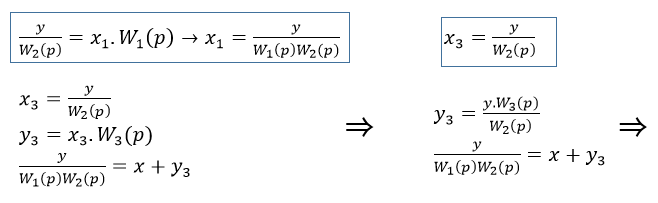 y/W₂(p) = x₁.W₁(p) → x₁ = y/W₁(p)W₂(p)
x₃ = y/W₂(p)
x₃ = y/W₂(p)
y₃ = x₃.W₃(p)
y/W₁(p)W₂(p) = x + y₃
⇒
y₃ = y.W₃(p)/W₂(p)
y/W₁(p)W₂(p) = x + y₃
⇒